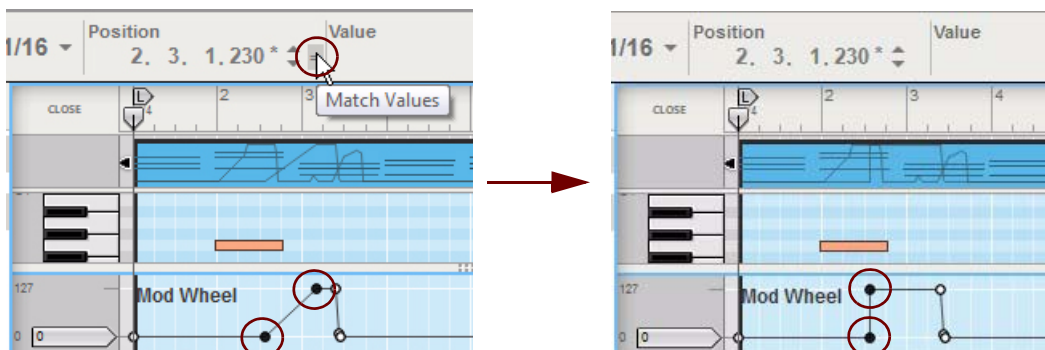 Position
Value
1/16
2. 3. 1.230 *
=
Match Values
CLOSE
L
4
2
3
127
Mod Wheel
0
0
Position
Value
1/16
2. 3. 1.230 *
CLOSE
L
4
2
3
4
127
Mod Wheel
0
0